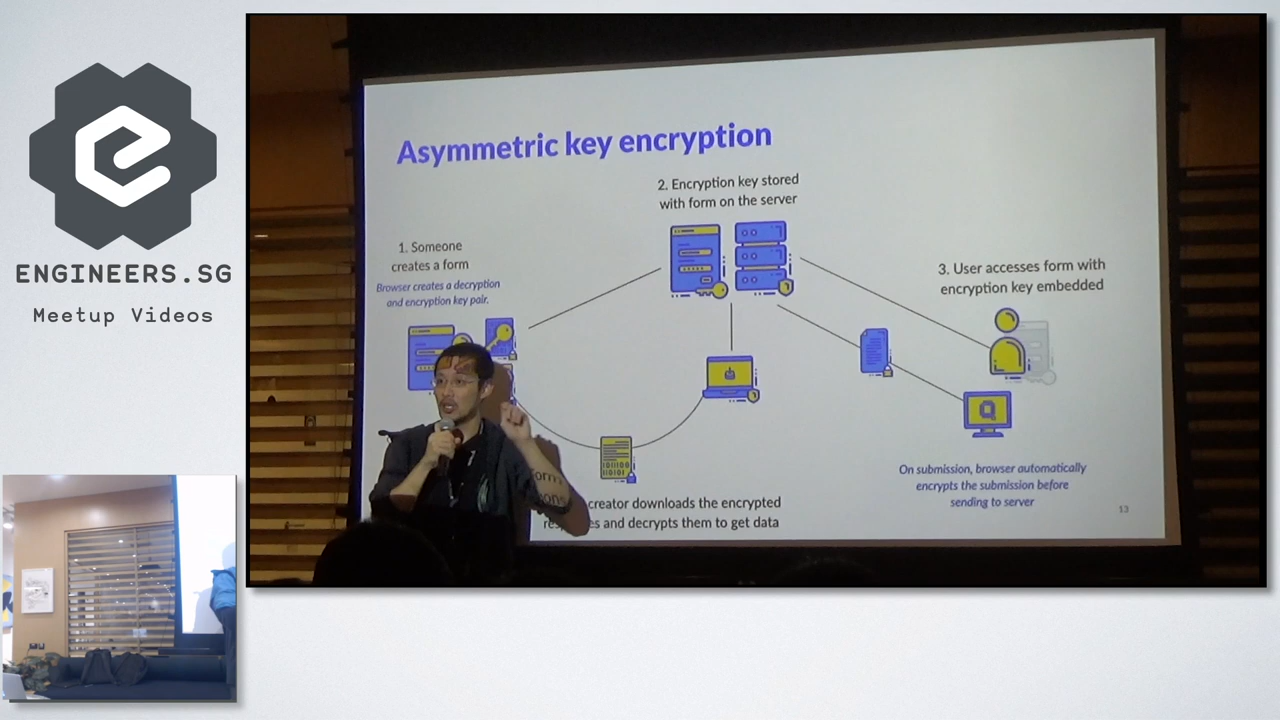 ENGINEERS.SG
Meetup Videos
Asymmetric key encryption
1. Someone
creates a form
Browser creates a decryption
and encryption key pair.
2. Encryption key stored
with form on the server
3. User accesses form with
encryption key embedded
On submission, browser automatically
encrypts the submission before
sending to server
creator downloads the encrypted
and decrypts them to get data
13